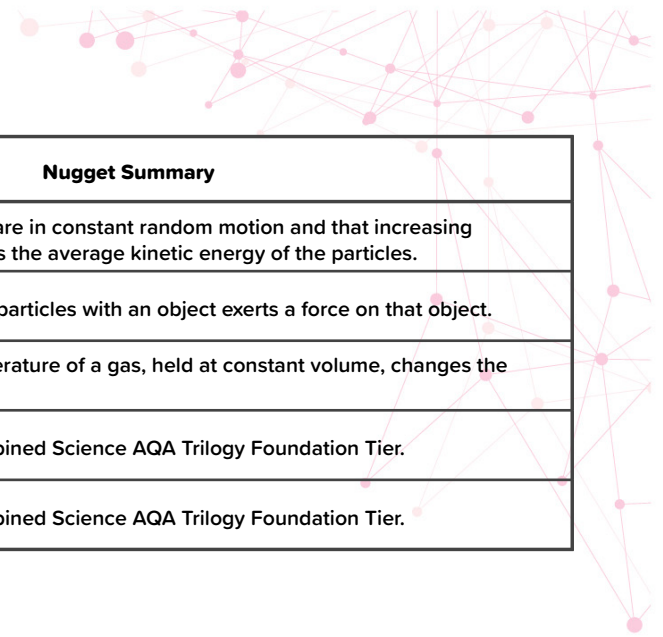 Nugget Summary
are in constant random motion and that increasing
s the average kinetic energy of the particles.
particles with an object exerts a force on that object.
erature of a gas, held at constant volume, changes the
bined Science AQA Trilogy Foundation Tier.
bined Science AQA Trilogy Foundation Tier.